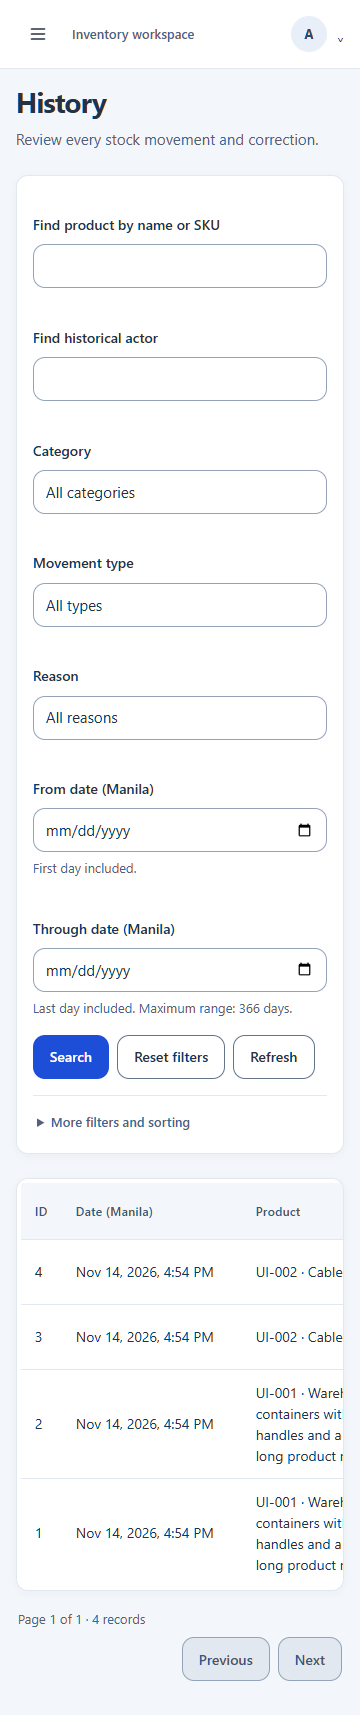 Inventory workspace
A
History
Review every stock movement and correction.
Find product by name or SKU
Find historical actor
Category
All categories
Movement type
All types
Reason
All reasons
From date (Manila)
mm/dd/yyyy
First day included.
Through date (Manila)
mm/dd/yyyy
Last day included. Maximum range: 366 days.
Search Reset filters Refresh
More filters and sorting
ID Date (Manila) Product
4 Nov 14, 2026, 4:54 PM UI-002 · Cable
3 Nov 14, 2026, 4:54 PM UI-002 · Cable
UI-001 ·
containers
2 Nov 14, 2026, 4:54 PM
handles and a
long product
UI-001 ·
containers
1 Nov 14, 2026, 4:54 PM
handles and a
long product
Page 1 of 1 · 4 records
Previous Next